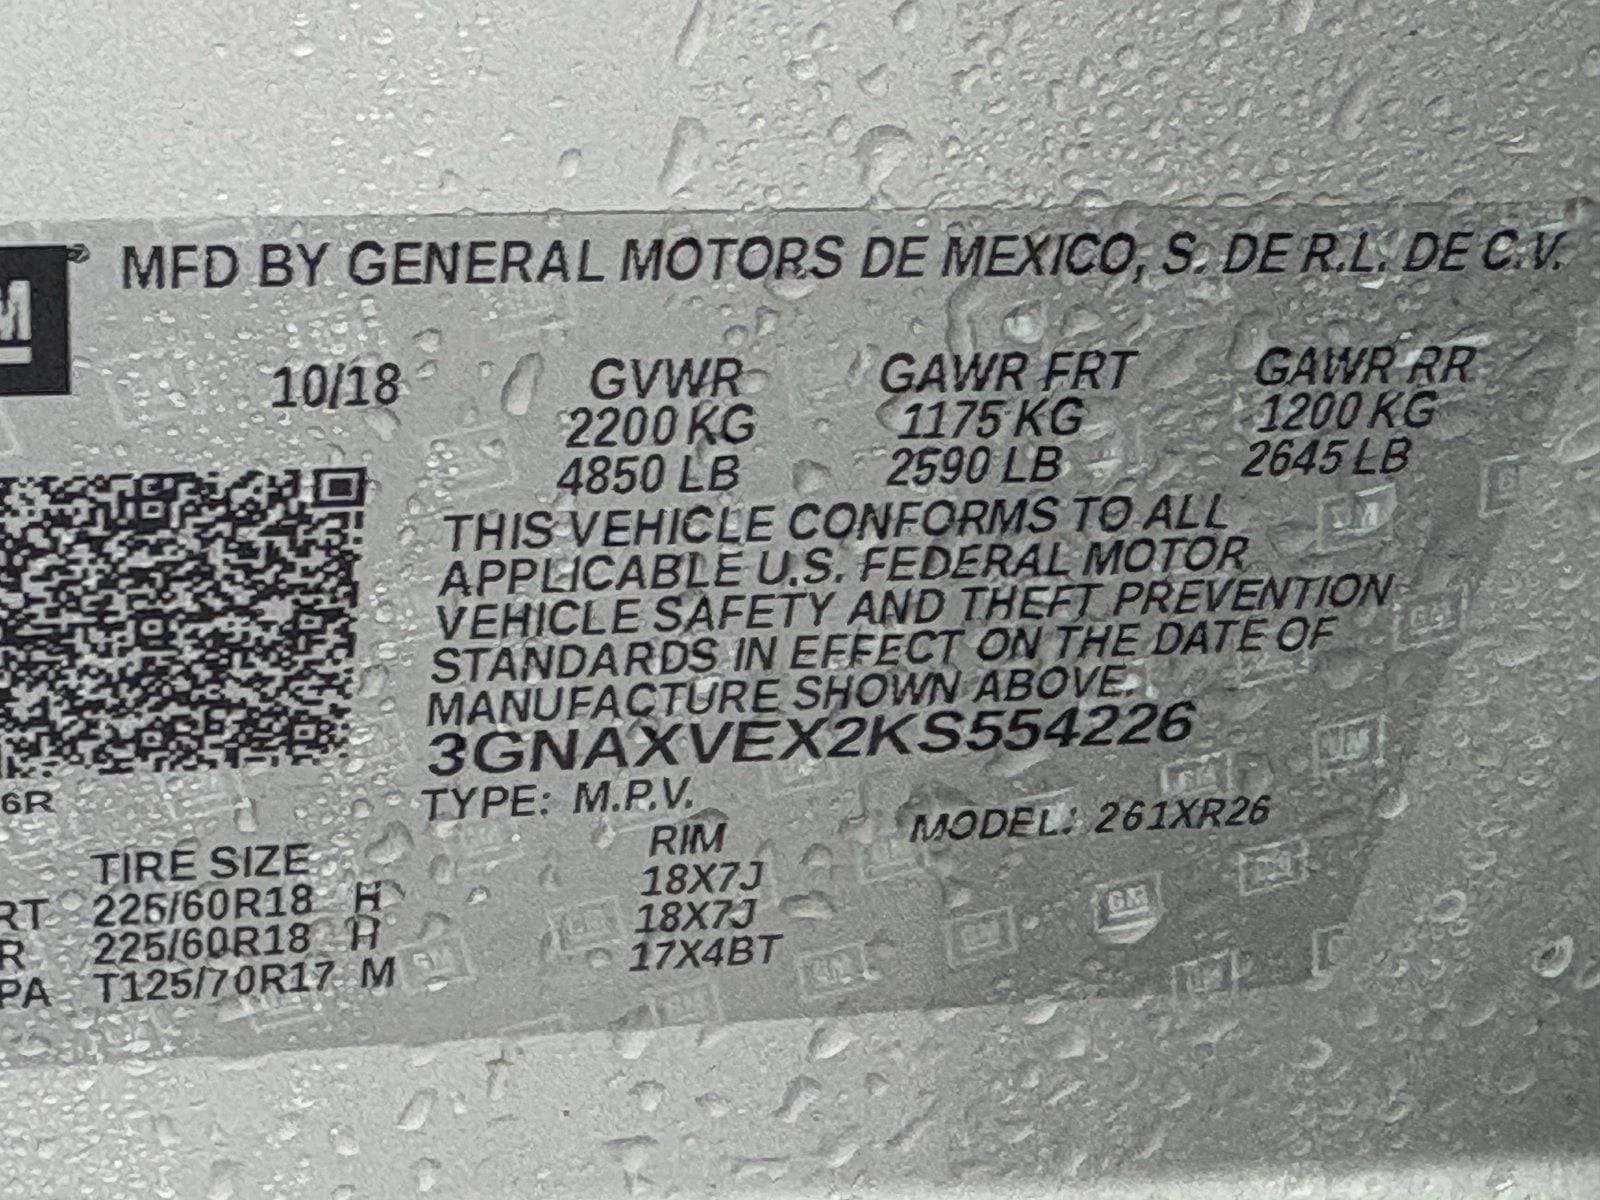 MFD BY GENERAL MOTORS DE MEXICO, S. DE R.L. DE C.V.
GM
10/18 GVWR GAWR FRT GAWR RR
2200 KG 1175 KG 1200 KG
4850 LB 2590 LB 2645 LB
THIS VEHICLE CONFORMS TO ALL
APPLICABLE U.S. FEDERAL MOTOR
VEHICLE SAFETY AND THEFT PREVENTION
STANDARDS IN EFFECT ON THE DATE OF
MANUFACTURE SHOWN ABOVE.
3GNAXVEX2KS554226
6R TYPE: M.P.V. MODEL: 261XR26
TIRE SIZE RIM
RT 225/60R18 H 18X7J
R 225/60R18 H 18X7J
PA T125/70R17 M 17X4BT